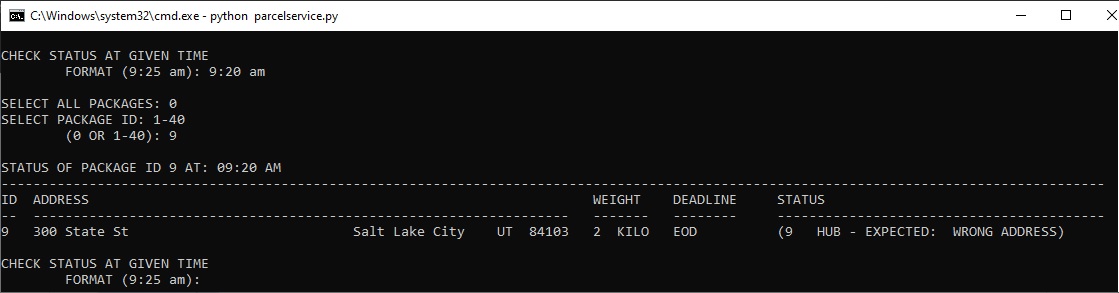 C:\Windows\system32\cmd.exe - python  parcelservice.py
CHECK STATUS AT GIVEN TIME
        FORMAT (9:25 am): 9:20 am
SELECT ALL PACKAGES: 0
SELECT PACKAGE ID: 1-40
        (0 OR 1-40): 9
STATUS OF PACKAGE ID 9 AT: 09:20 AM
------------------------------------------------------------------------------------------------------------------------------------------
ID  ADDRESS                                                               WEIGHT    DEADLINE     STATUS
--  -------------------------------------------------------------------   ------   --------     ------------------------------------------
9   300 State St                            Salt Lake City    UT  84103   2  KILO   EOD          (9   HUB - EXPECTED:  WRONG ADDRESS)
CHECK STATUS AT GIVEN TIME
        FORMAT (9:25 am):